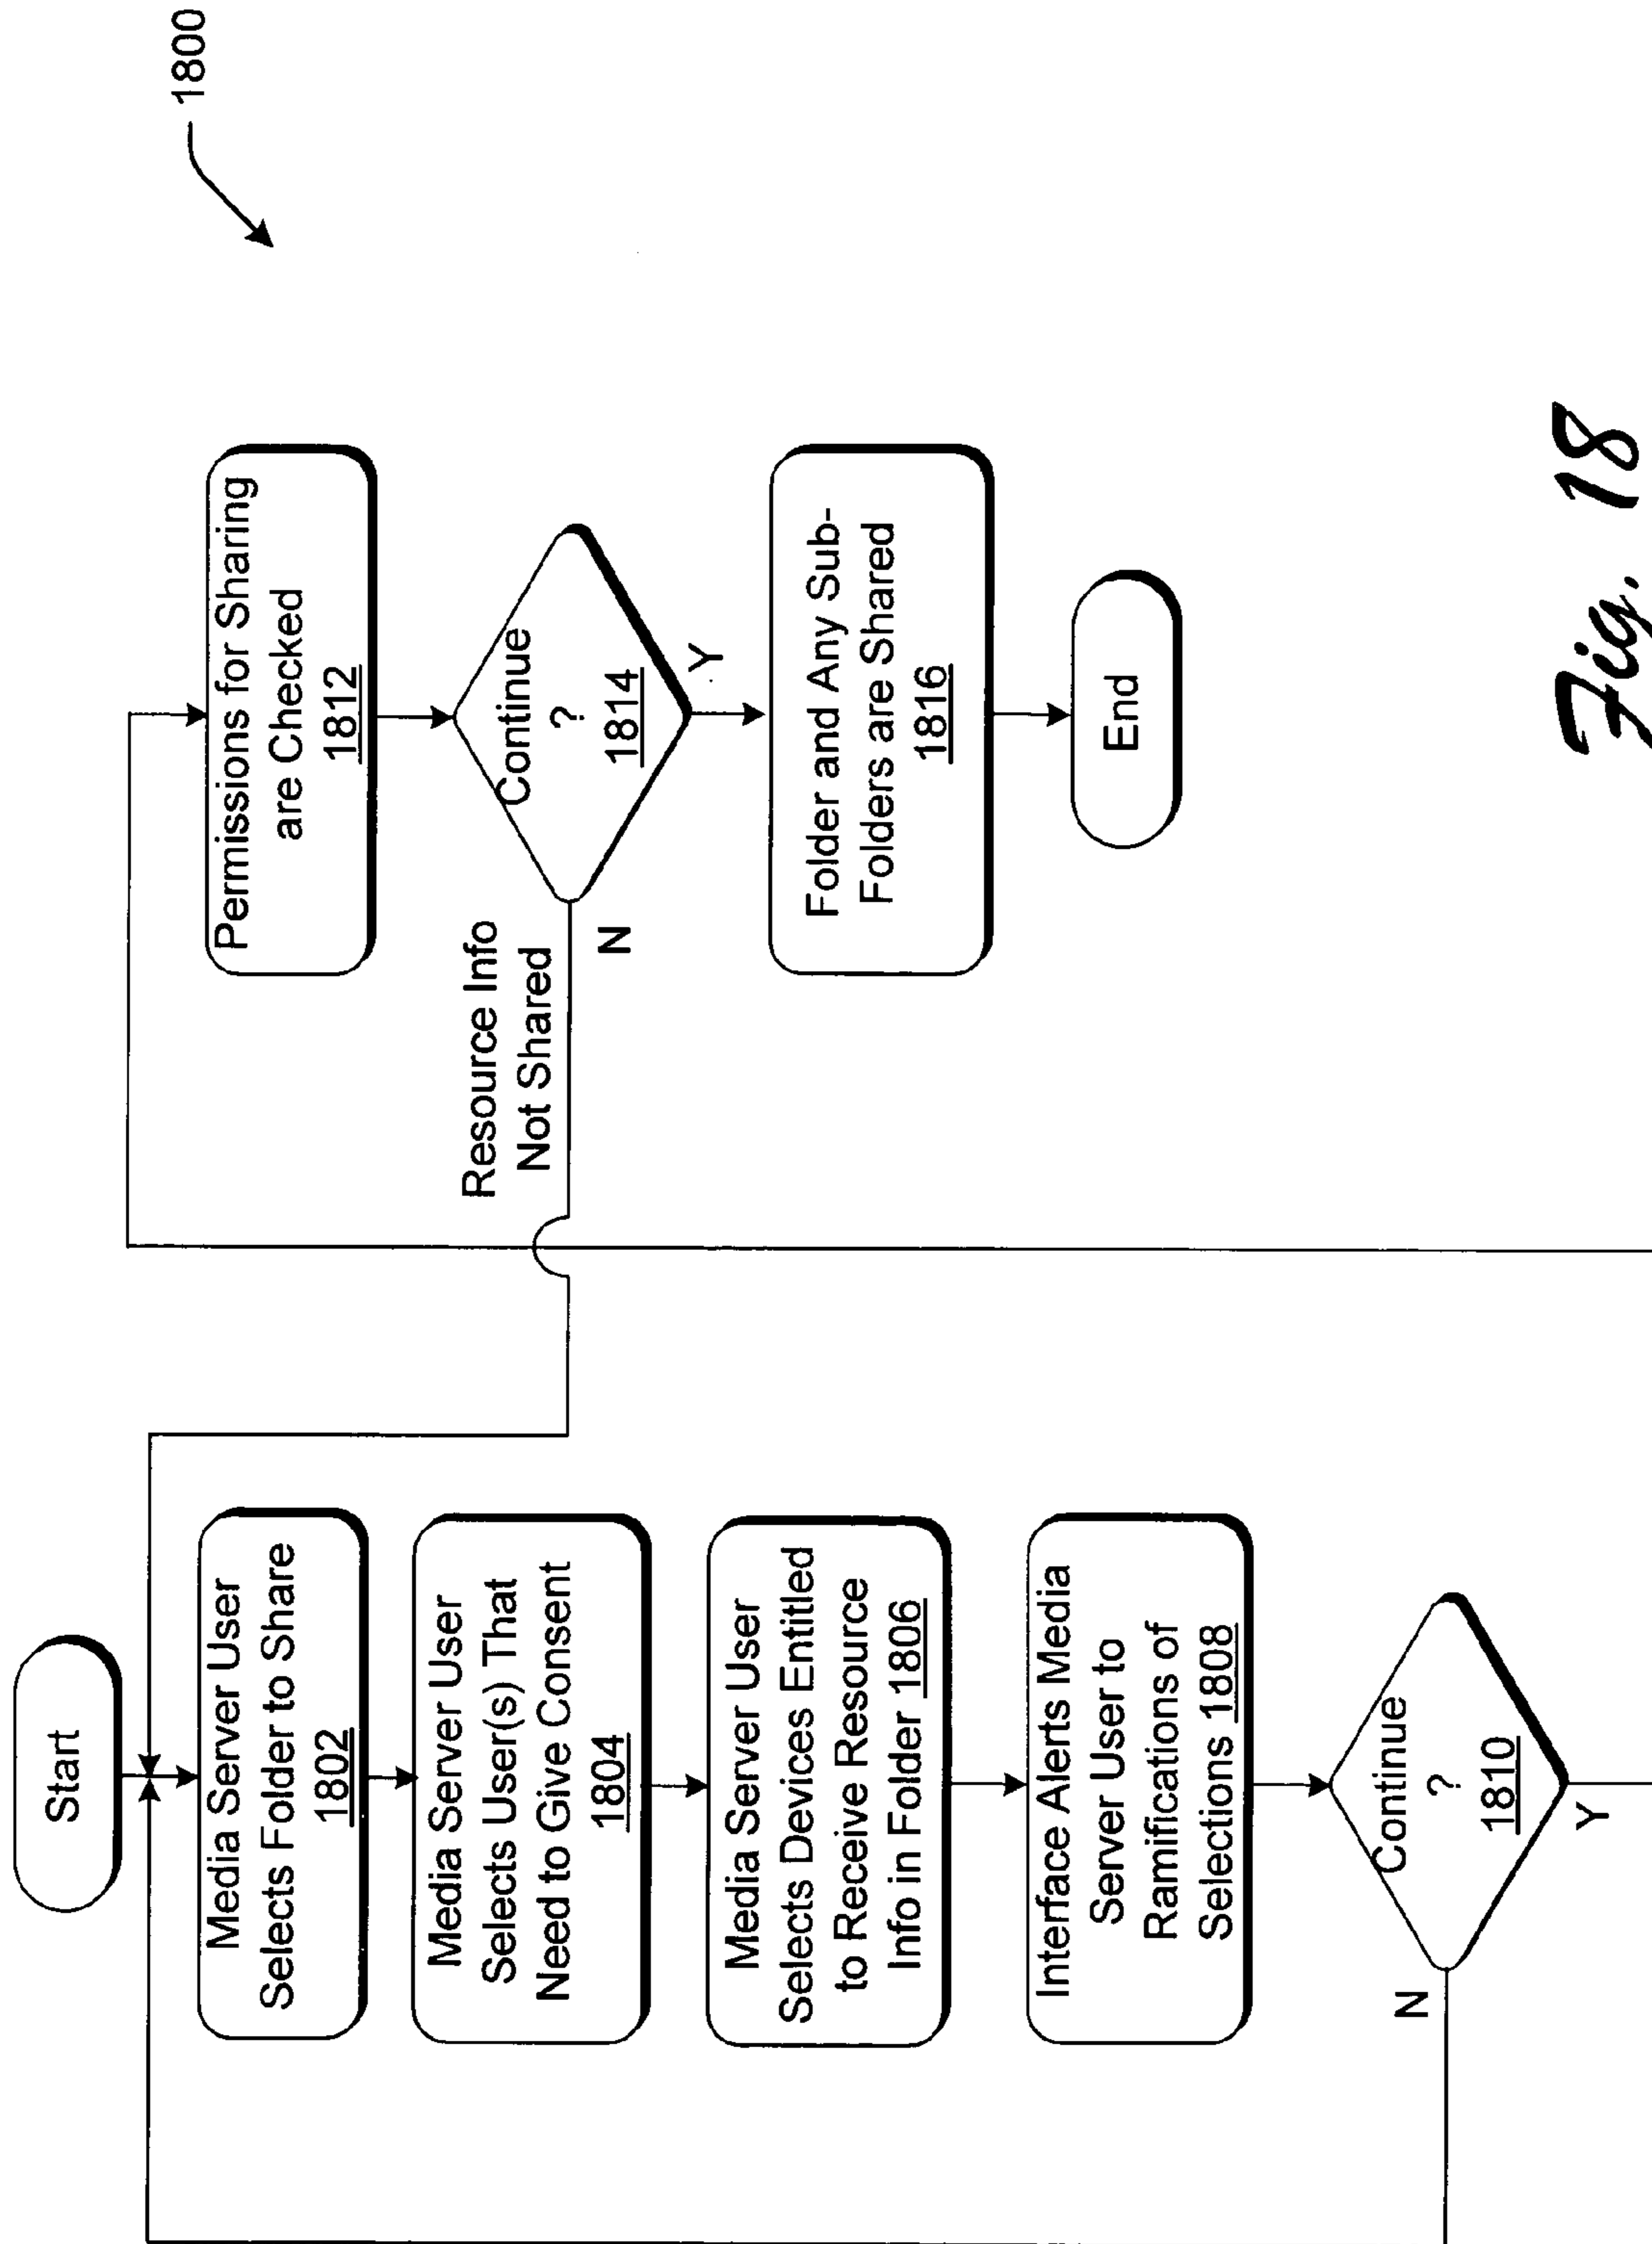 1800
Start
Media Server User
Selects Folder to Share
1802
Media Server User
Selects User(s) That
Need to Give Consent
1804
Media Server User
Selects Devices Entitled
to Receive Resource
Info in Folder 1806
Interface Alerts Media
Server User to
Ramifications of
Selections 1808
Continue
?
1810
N
Y
Permissions for Sharing
are Checked
1812
Continue
?
1814
Resource Info
Not Shared
N
Y
Folder and Any Sub-
Folders are Shared
1816
End
Fig. 18